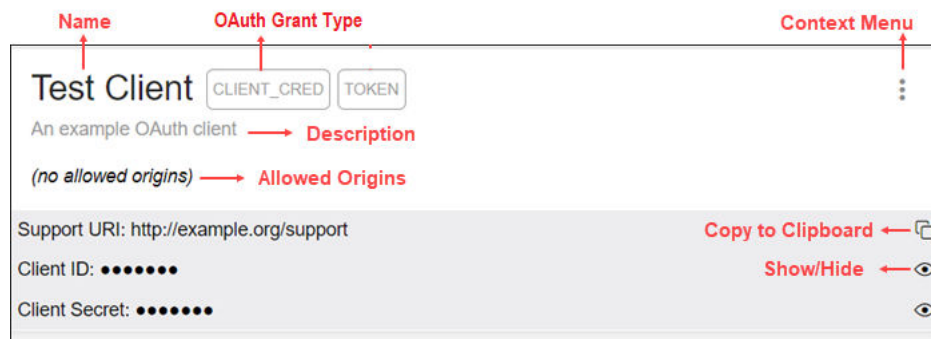 Name OAuth Grant Type Context Menu
Test Client CLIENT_CRED TOKEN
An example OAuth client Description
(no allowed origins) Allowed Origins
Support URI: http://example.org/support Copy to Clipboard
Client ID: ●●●●●●● Show/Hide
Client Secret: ●●●●●●●